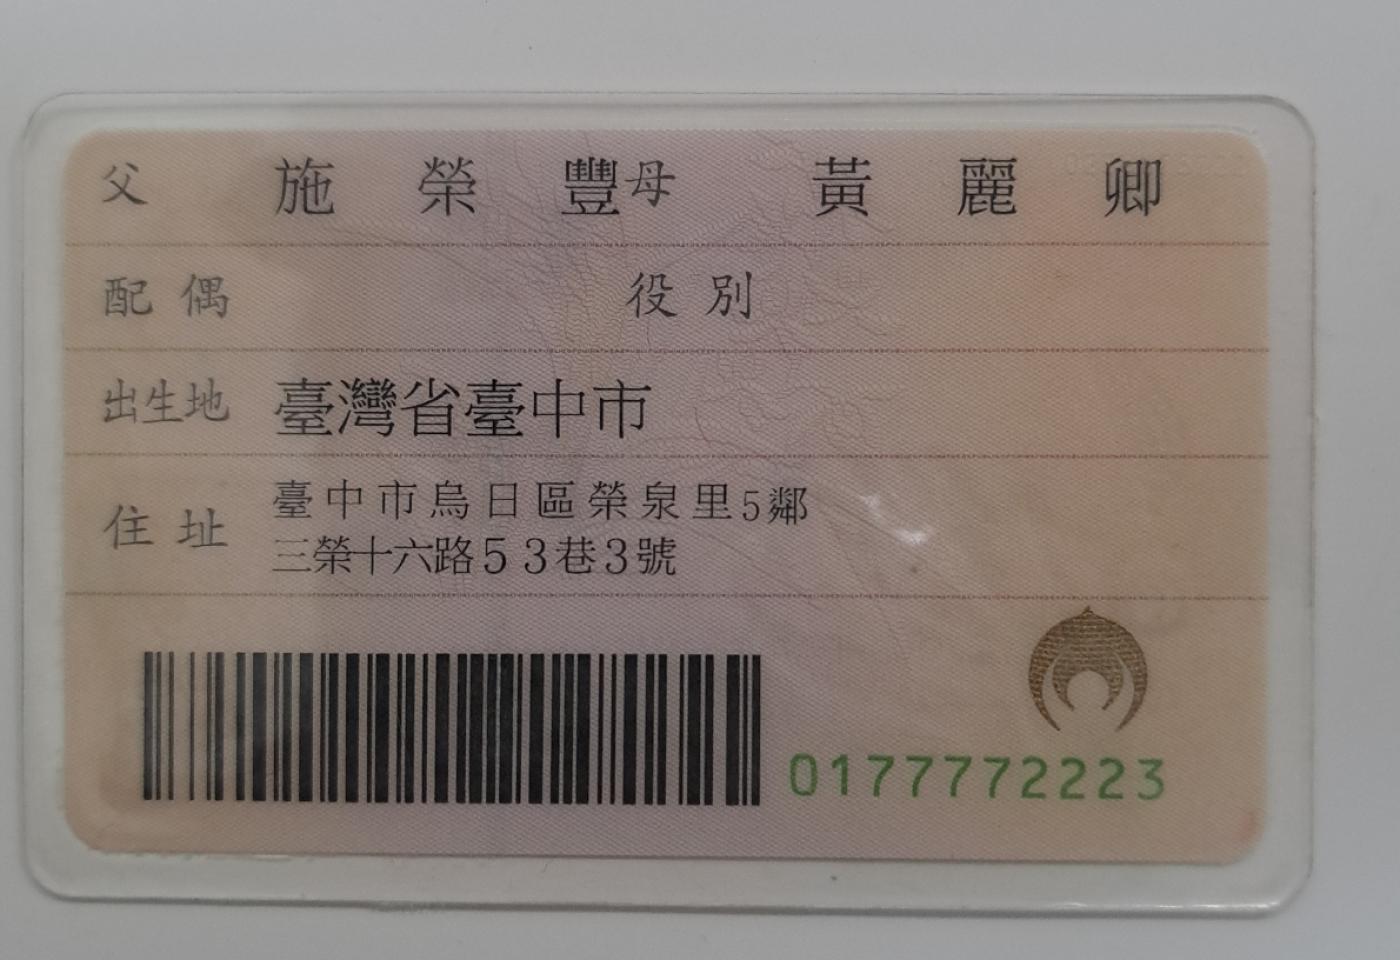 父 施榮豐 母 黃麗卿
配偶 役別
出生地 臺灣省臺中市
住址 臺中市烏日區榮泉里5鄰
三榮十六路53巷3號
0177772223